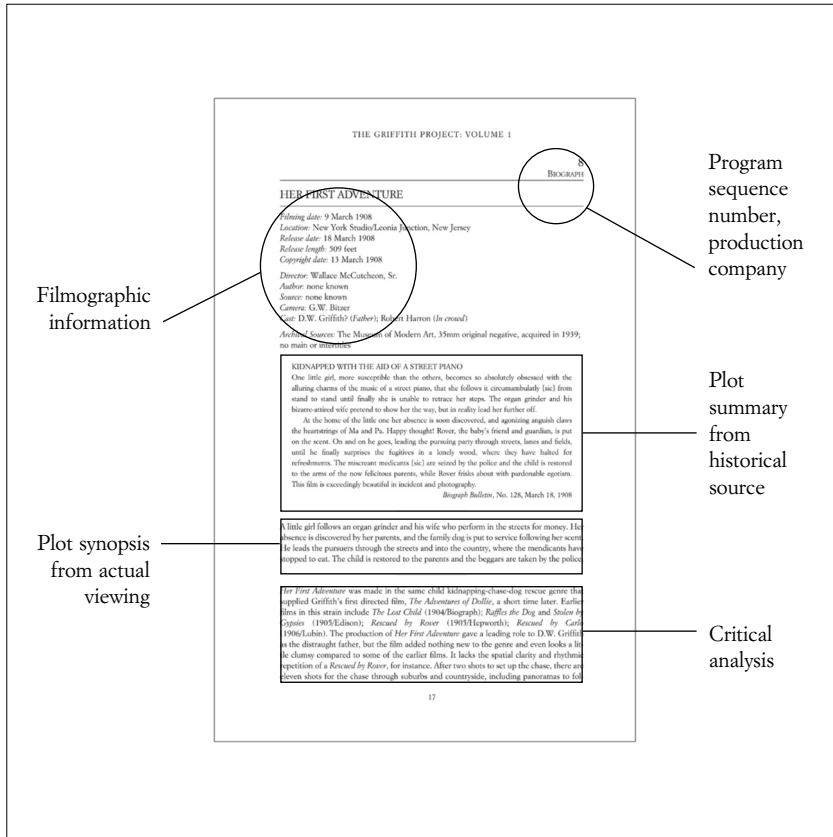 THE GRIFFITH PROJECT: VOLUME 1
8
BIOGRAPH
HER FIRST ADVENTURE
Filming date: 9 March 1908
Location: New York Studio/Leonia Junction, New Jersey
Release date: 18 March 1908
Release length: 509 feet
Copyright date: 13 March 1908
Director: Wallace McCutcheon, Sr.
Author: none known
Source: none known
Camera: G.W. Bitzer
Cast: D.W. Griffith? (Father); Robert Harron (In crowd)
Archival Sources: The Museum of Modern Art, 35mm original negative, acquired in 1939;
no main or intertitles
KIDNAPPED WITH THE AID OF A STREET PIANO
One little girl, more susceptible than the others, becomes so absolutely obsessed with the
alluring charms of the music of a street piano, that she follows it circumambulatly [sic] from
stand to stand until finally she is unable to retrace her steps. The organ grinder and his
bizarre-attired wife pretend to show her the way, but in reality lead her further off.
At the home of the little one her absence is soon discovered, and agonizing anguish claws
the heartstrings of Ma and Pa. Happy thought! Rover, the baby's friend and guardian, is put
on the scent. On and on he goes, leading the pursuing party through streets, lanes and fields,
until he finally surprises the fugitives in a lonely wood, where they have halted for
refreshments. The miscreant medicants [sic] are seized by the police and the child is restored
to the arms of the now felicitous parents, while Rover frisks about with pardonable egotism.
This film is exceedingly beautiful in incident and photography.
Biograph Bulletin, No. 128, March 18, 1908
A little girl follows an organ grinder and his wife who perform in the streets for money. Her
absence is discovered by her parents, and the family dog is put to service following her scent.
He leads the pursuers through the streets and into the country, where the mendicants have
stopped to eat. The child is restored to the parents and the beggars are taken by the police.
Her First Adventure was made in the same child kidnapping-chase-dog rescue genre that
supplied Griffith's first directed film, The Adventures of Dollie, a short time later. Earlier
films in this strain include The Lost Child (1904/Biograph); Raffles the Dog and Stolen by
Gypsies (1905/Edison); Rescued by Rover (1905/Hepworth); Rescued by Carlo
(1906/Lubin). The production of Her First Adventure gave a leading role to D.W. Griffith
as the distraught father, but the film added nothing new to the genre and even looks a lit-
tle clumsy compared to some of the earlier films. It lacks the spatial clarity and rhythmic
repetition of a Rescued by Rover, for instance. After two shots to set up the chase, there are
eleven shots for the chase through suburbs and countryside, including panoramas to fol-
17
Filmographic
information
Plot synopsis
from actual
viewing
Program
sequence
number,
production
company
Plot
summary
from
historical
source
Critical
analysis